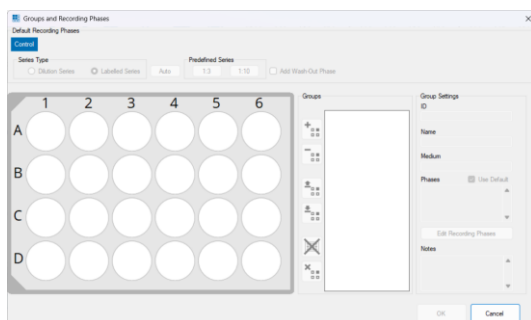 Groups and Recording Phases
Default Recording Phases
Control
Series Type
Dilution Series
Labelled Series
Auto
Predefined Series
1:3
1:10
Add Wash-Out Phase
1 2 3 4 5 6
A
B
C
D
Groups
Group Settings
ID
Name
Medium
Phases
Use Default
Edit Recording Phases
Notes
OK
Cancel